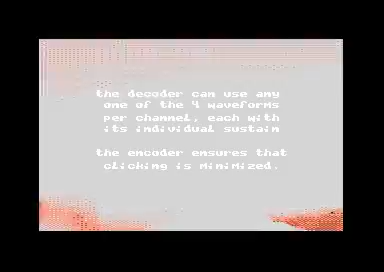 the decoder can use any
one of the 4 waveforms
per channel, each with
its individual sustain
the encoder ensures that
clicking is minimized.